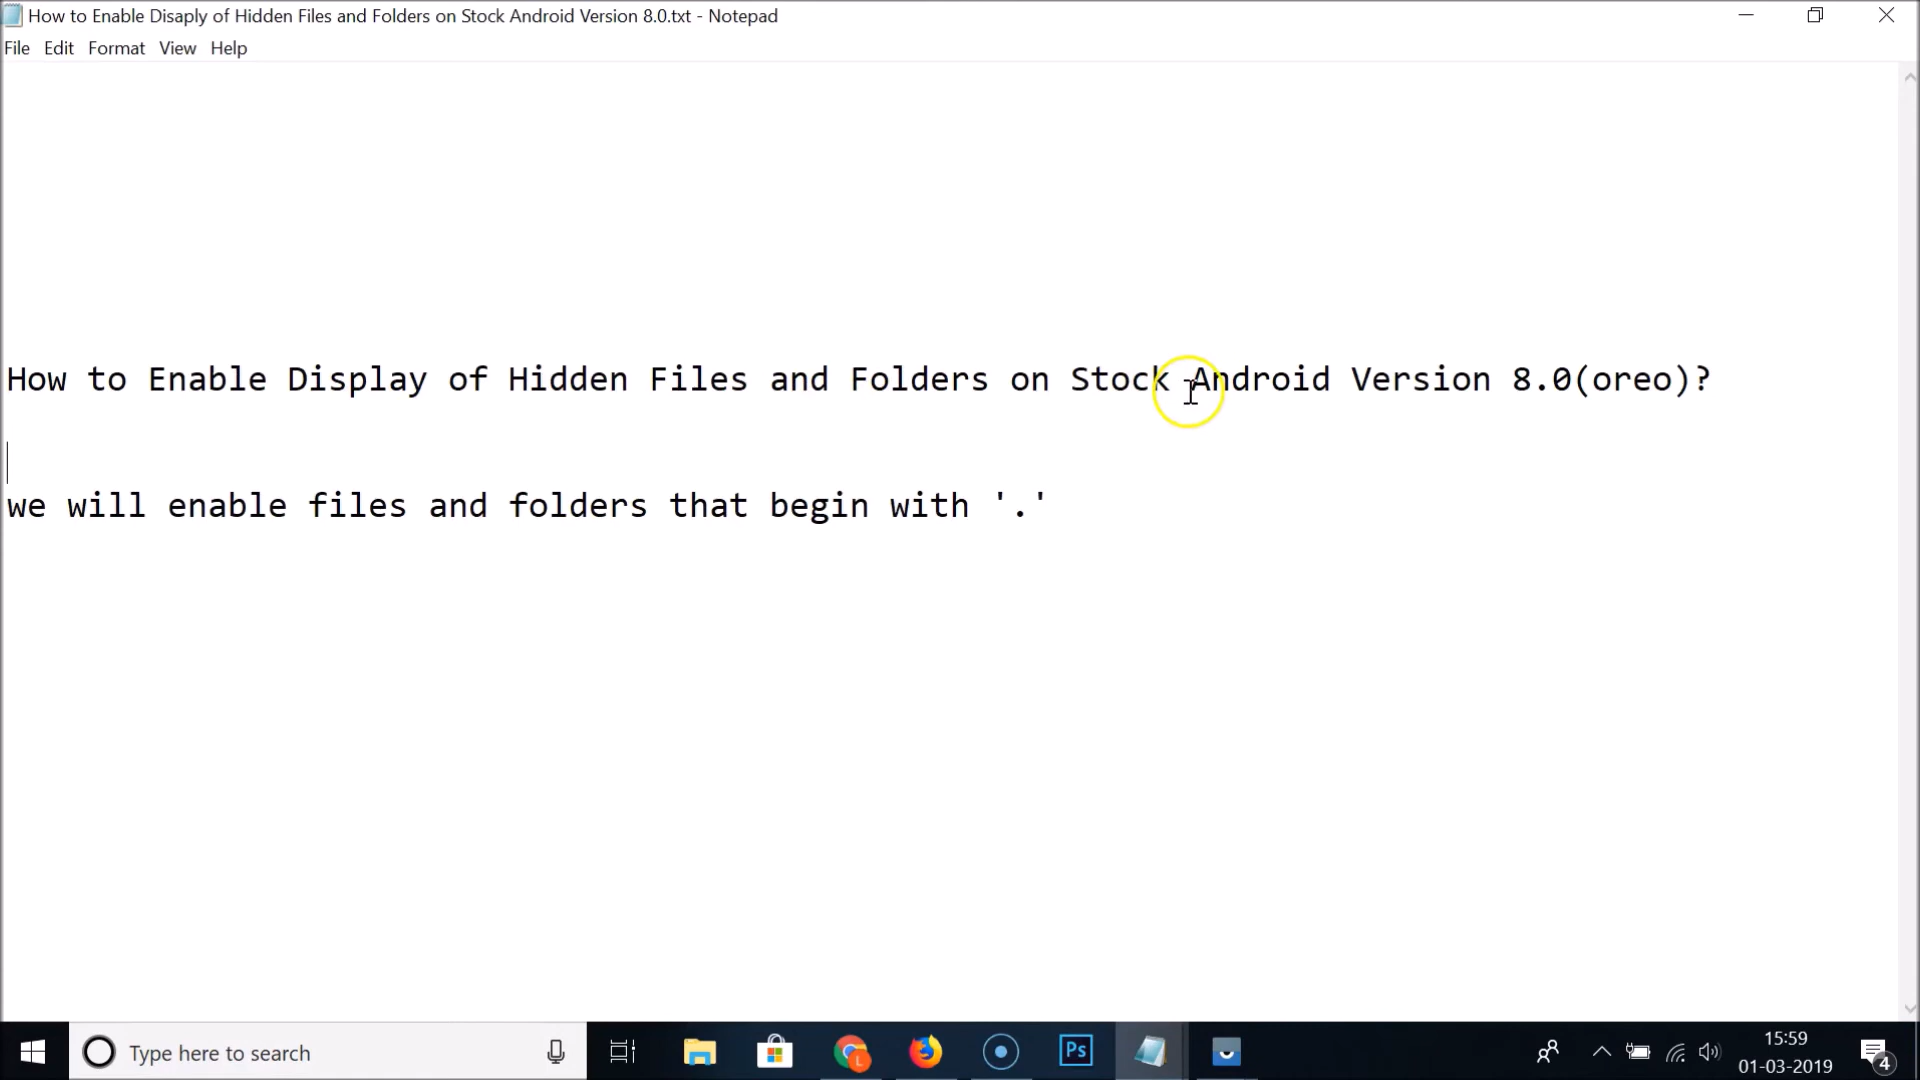 How to Enable Disaply of Hidden Files and Folders on Stock Android Version 8.0.txt - Notepad
File Edit Format View Help
How to Enable Display of Hidden Files and Folders on Stock Android Version 8.0(oreo)?
we will enable files and folders that begin with '.'
Type here to search
L
Ps
15:59
01-03-2019
4